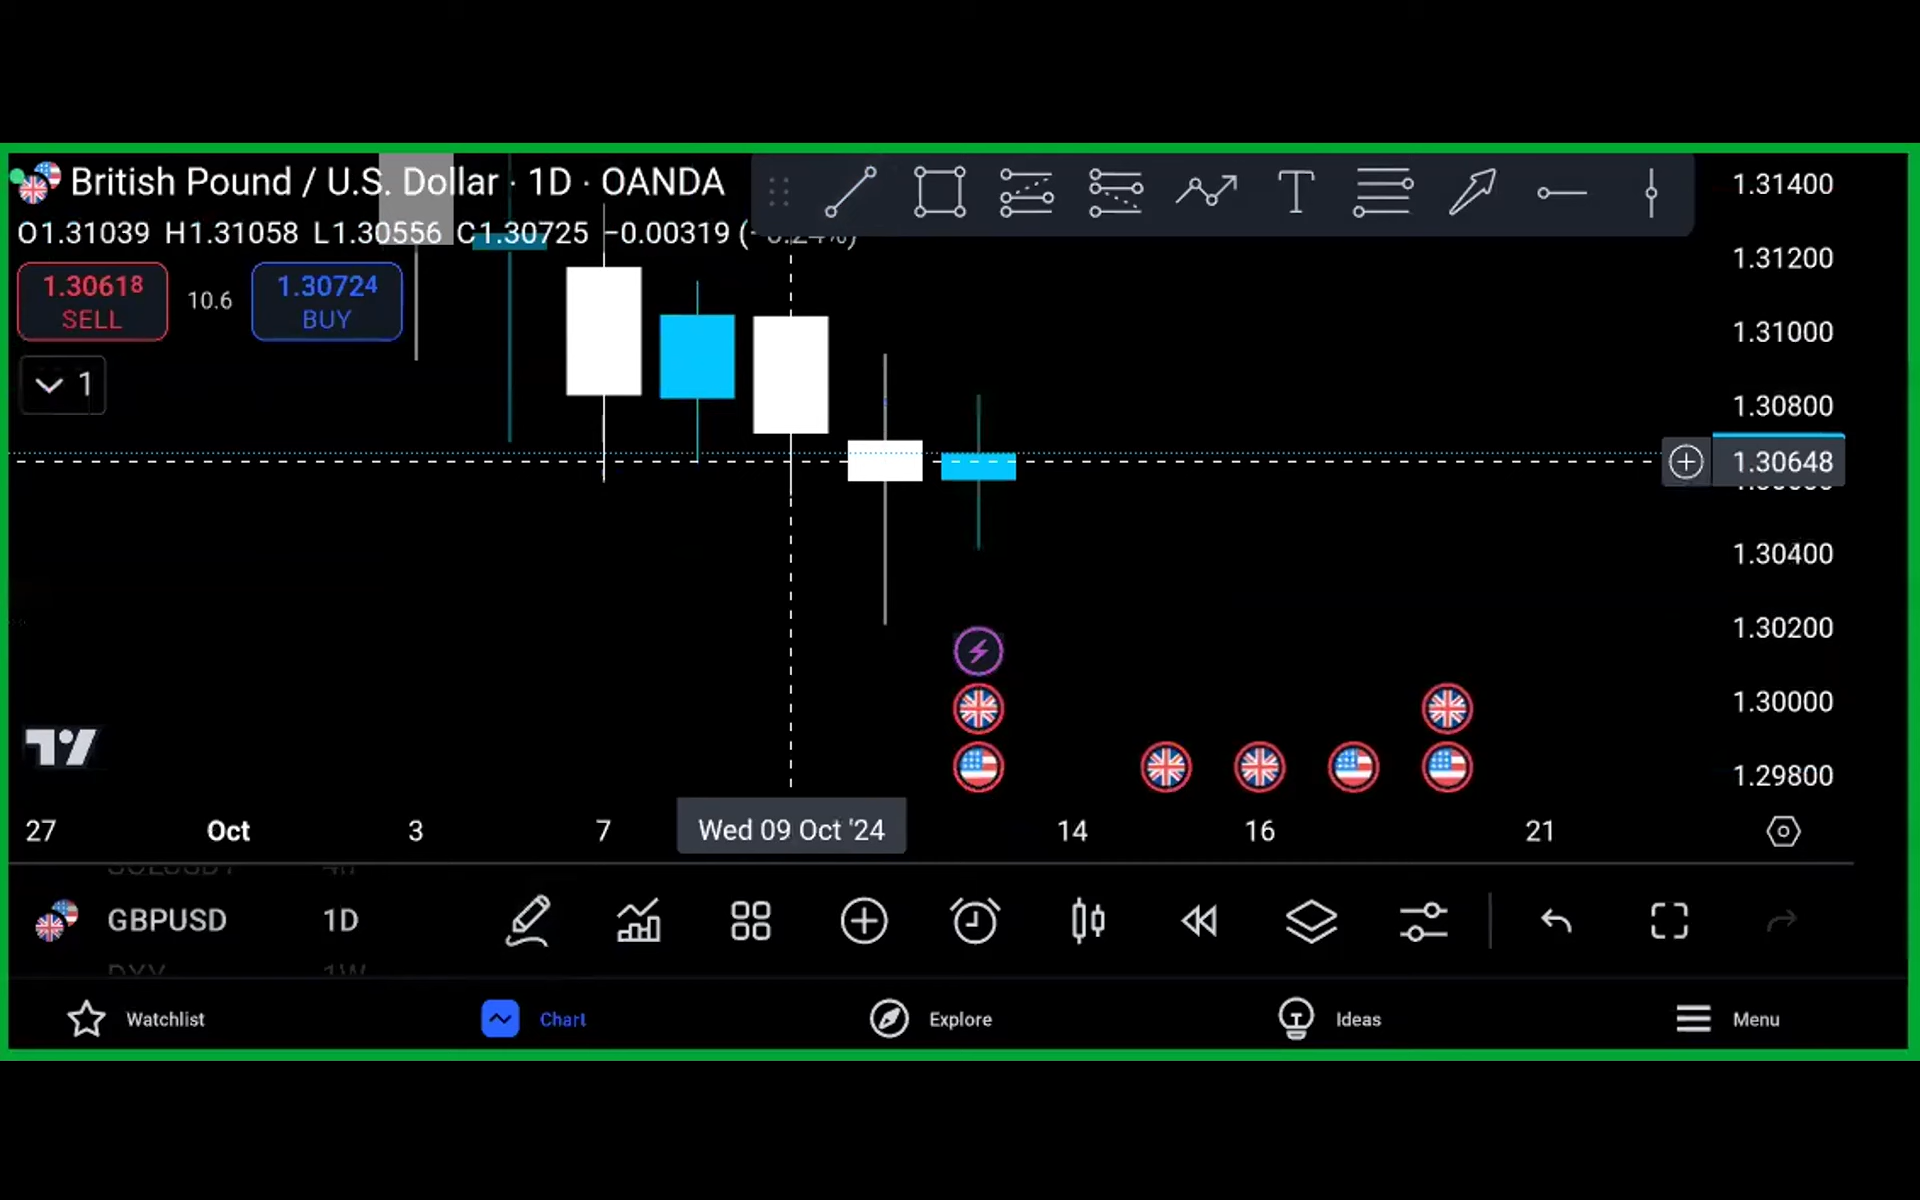 British Pound / U.S. Dollar · 1D · OANDA
O1.31039 H1.31058 L1.30556 C1.30725 −0.00319
1.30618 SELL
10.6
1.30724 BUY
1
1.31400
1.31200
1.31000
1.30800
1.30648
1.30400
1.30200
1.30000
1.29800
27 Oct 3 7 Wed 09 Oct '24 14 16 21
GBPUSD 1D
Watchlist Chart Explore Ideas Menu